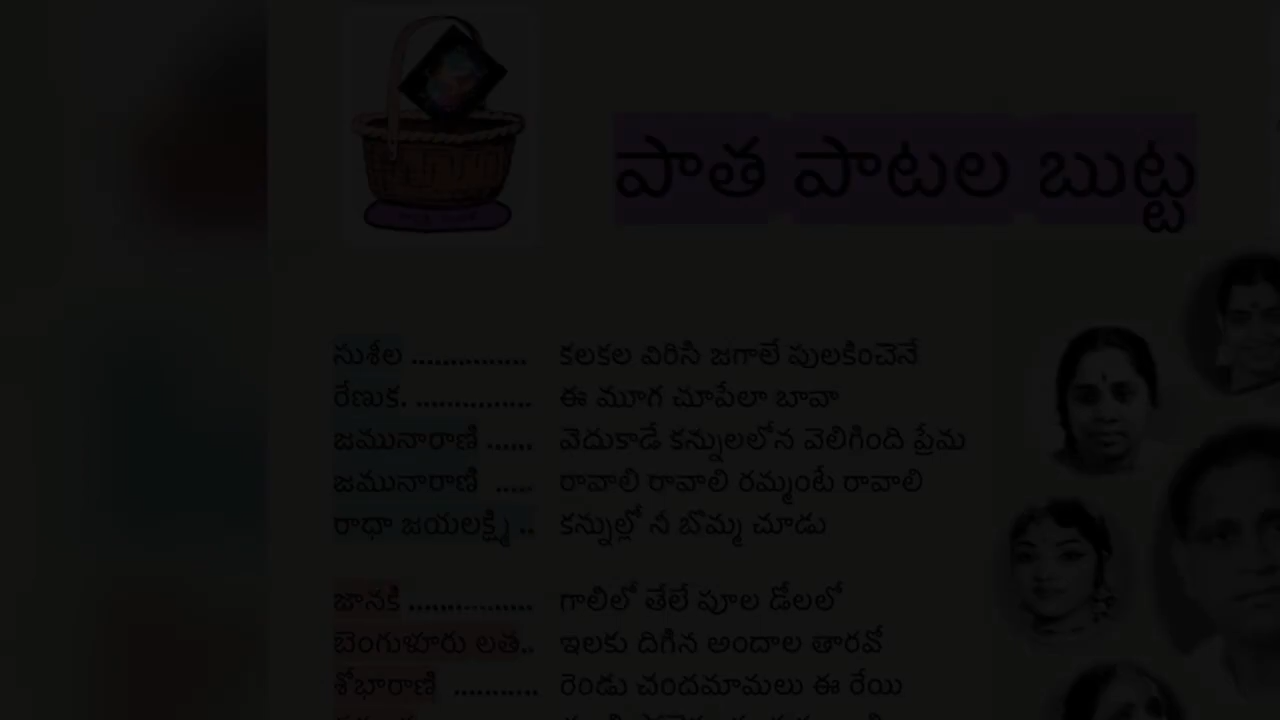 పాత పాటల బుట్ట
సుశీల ............... కలకల విరిసి జగాలే పులకించెనే
రేణుక. ............... ఈ మూగ చూపేలా బావా
జమునారాణి ...... వెదుకాడే కన్నులలోన వెలిగింది ప్రేమ
జమునారాణి ..... రావాలి రావాలి రమ్మంటే రావాలి
రాధా జయలక్ష్మి .. కన్నుల్లో నీ బొమ్మ చూడు
జానకి ................ గాలిలో తేలే పూల డోలలో
బెంగుళూరు లత.. ఇలకు దిగిన అందాల తారవో
శోభారాణి ........... రెండు చందమామలు ఈ రేయి